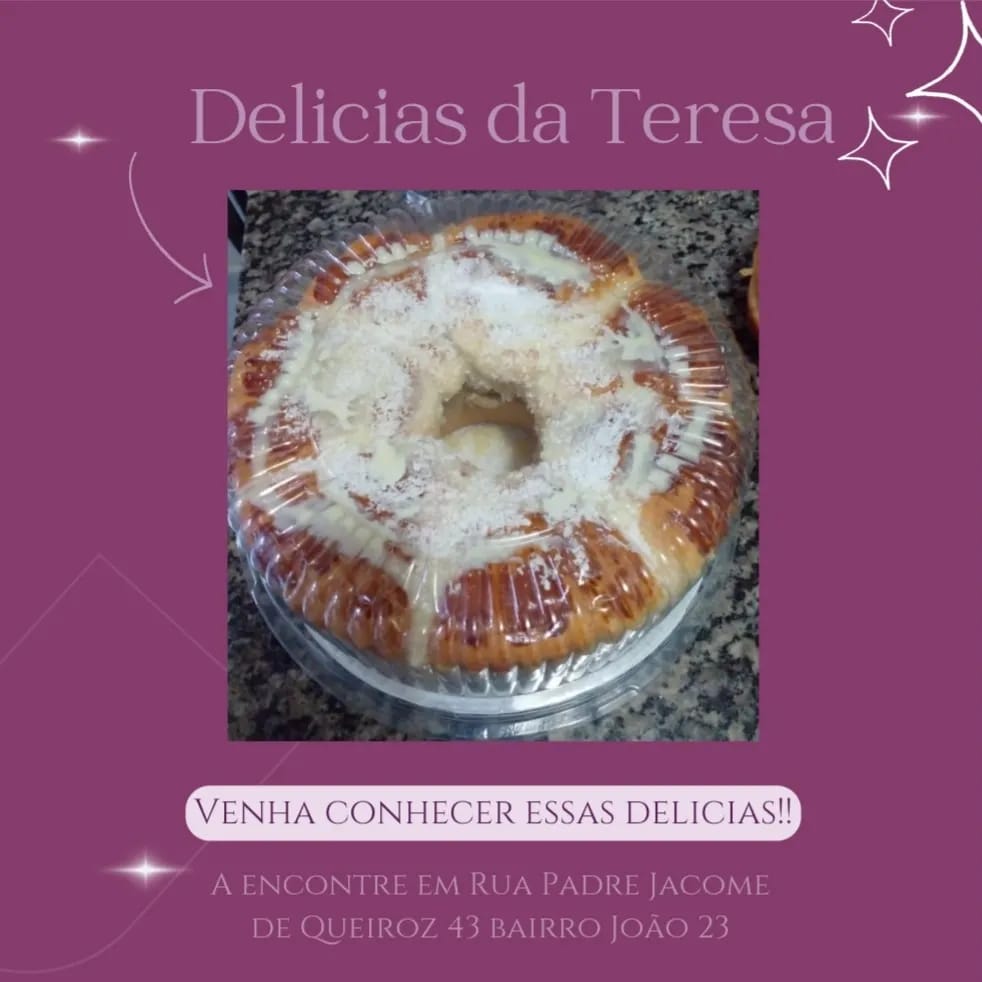 Delicias da Teresa
Venha conhecer essas delicias!!
A encontre em Rua Padre Jacome
de Queiroz 43 bairro João 23